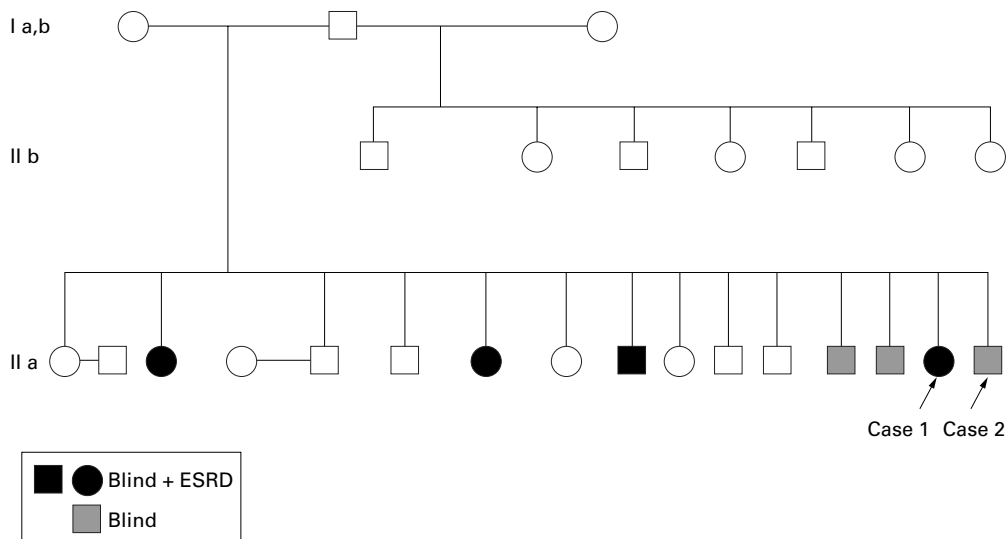 I a,b
II b
II a
Case 1 Case 2
Blind + ESRD
Blind